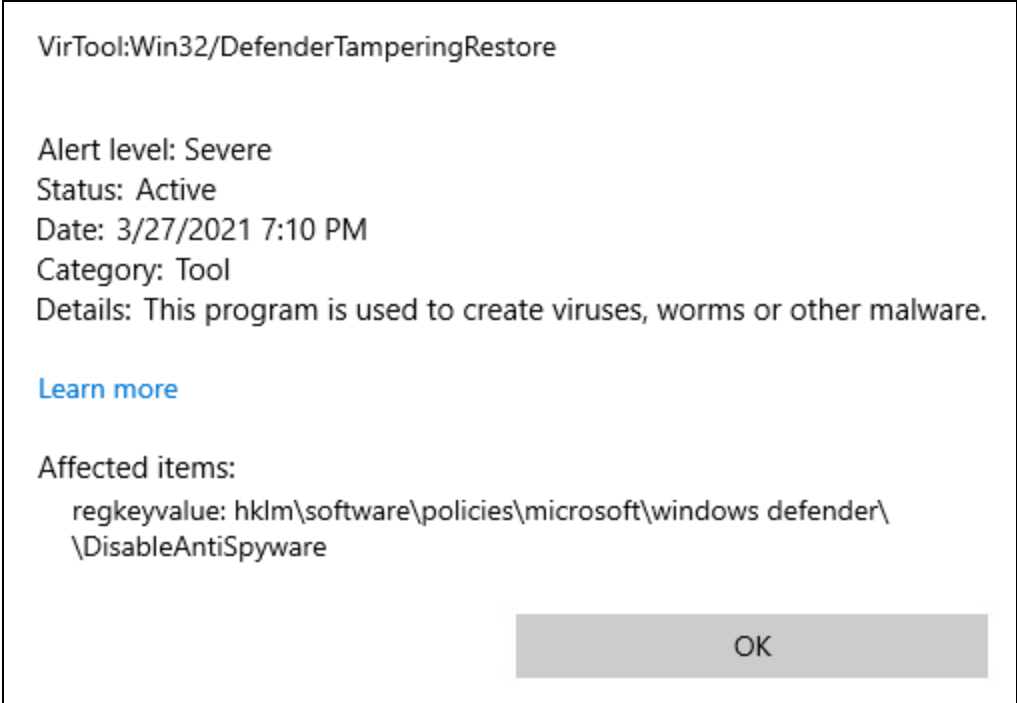 VirTool:Win32/DefenderTamperingRestore
Alert level: Severe
Status: Active
Date: 3/27/2021 7:10 PM
Category: Tool
Details: This program is used to create viruses, worms or other malware.
Learn more
Affected items:
regkeyvalue: hklm\software\policies\microsoft\windows defender\
\DisableAntiSpyware
OK